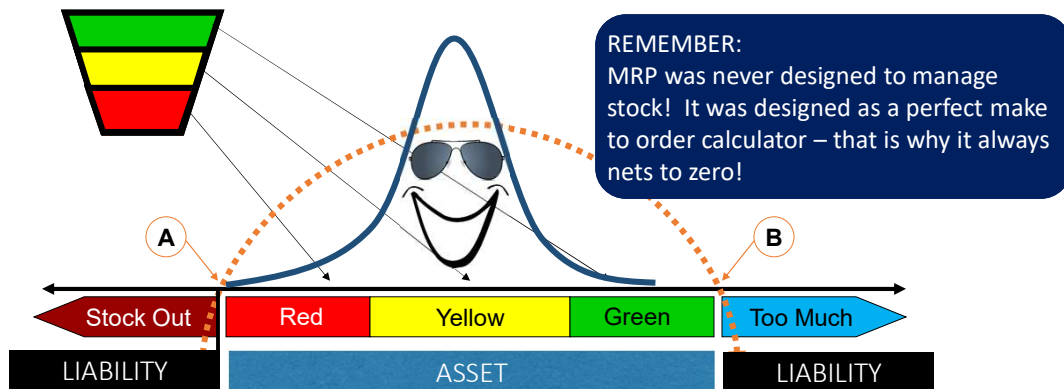 REMEMBER:
MRP was never designed to manage
stock! It was designed as a perfect make
to order calculator – that is why it always
nets to zero!
A
B
Stock Out
Red
Yellow
Green
Too Much
LIABILITY
ASSET
LIABILITY